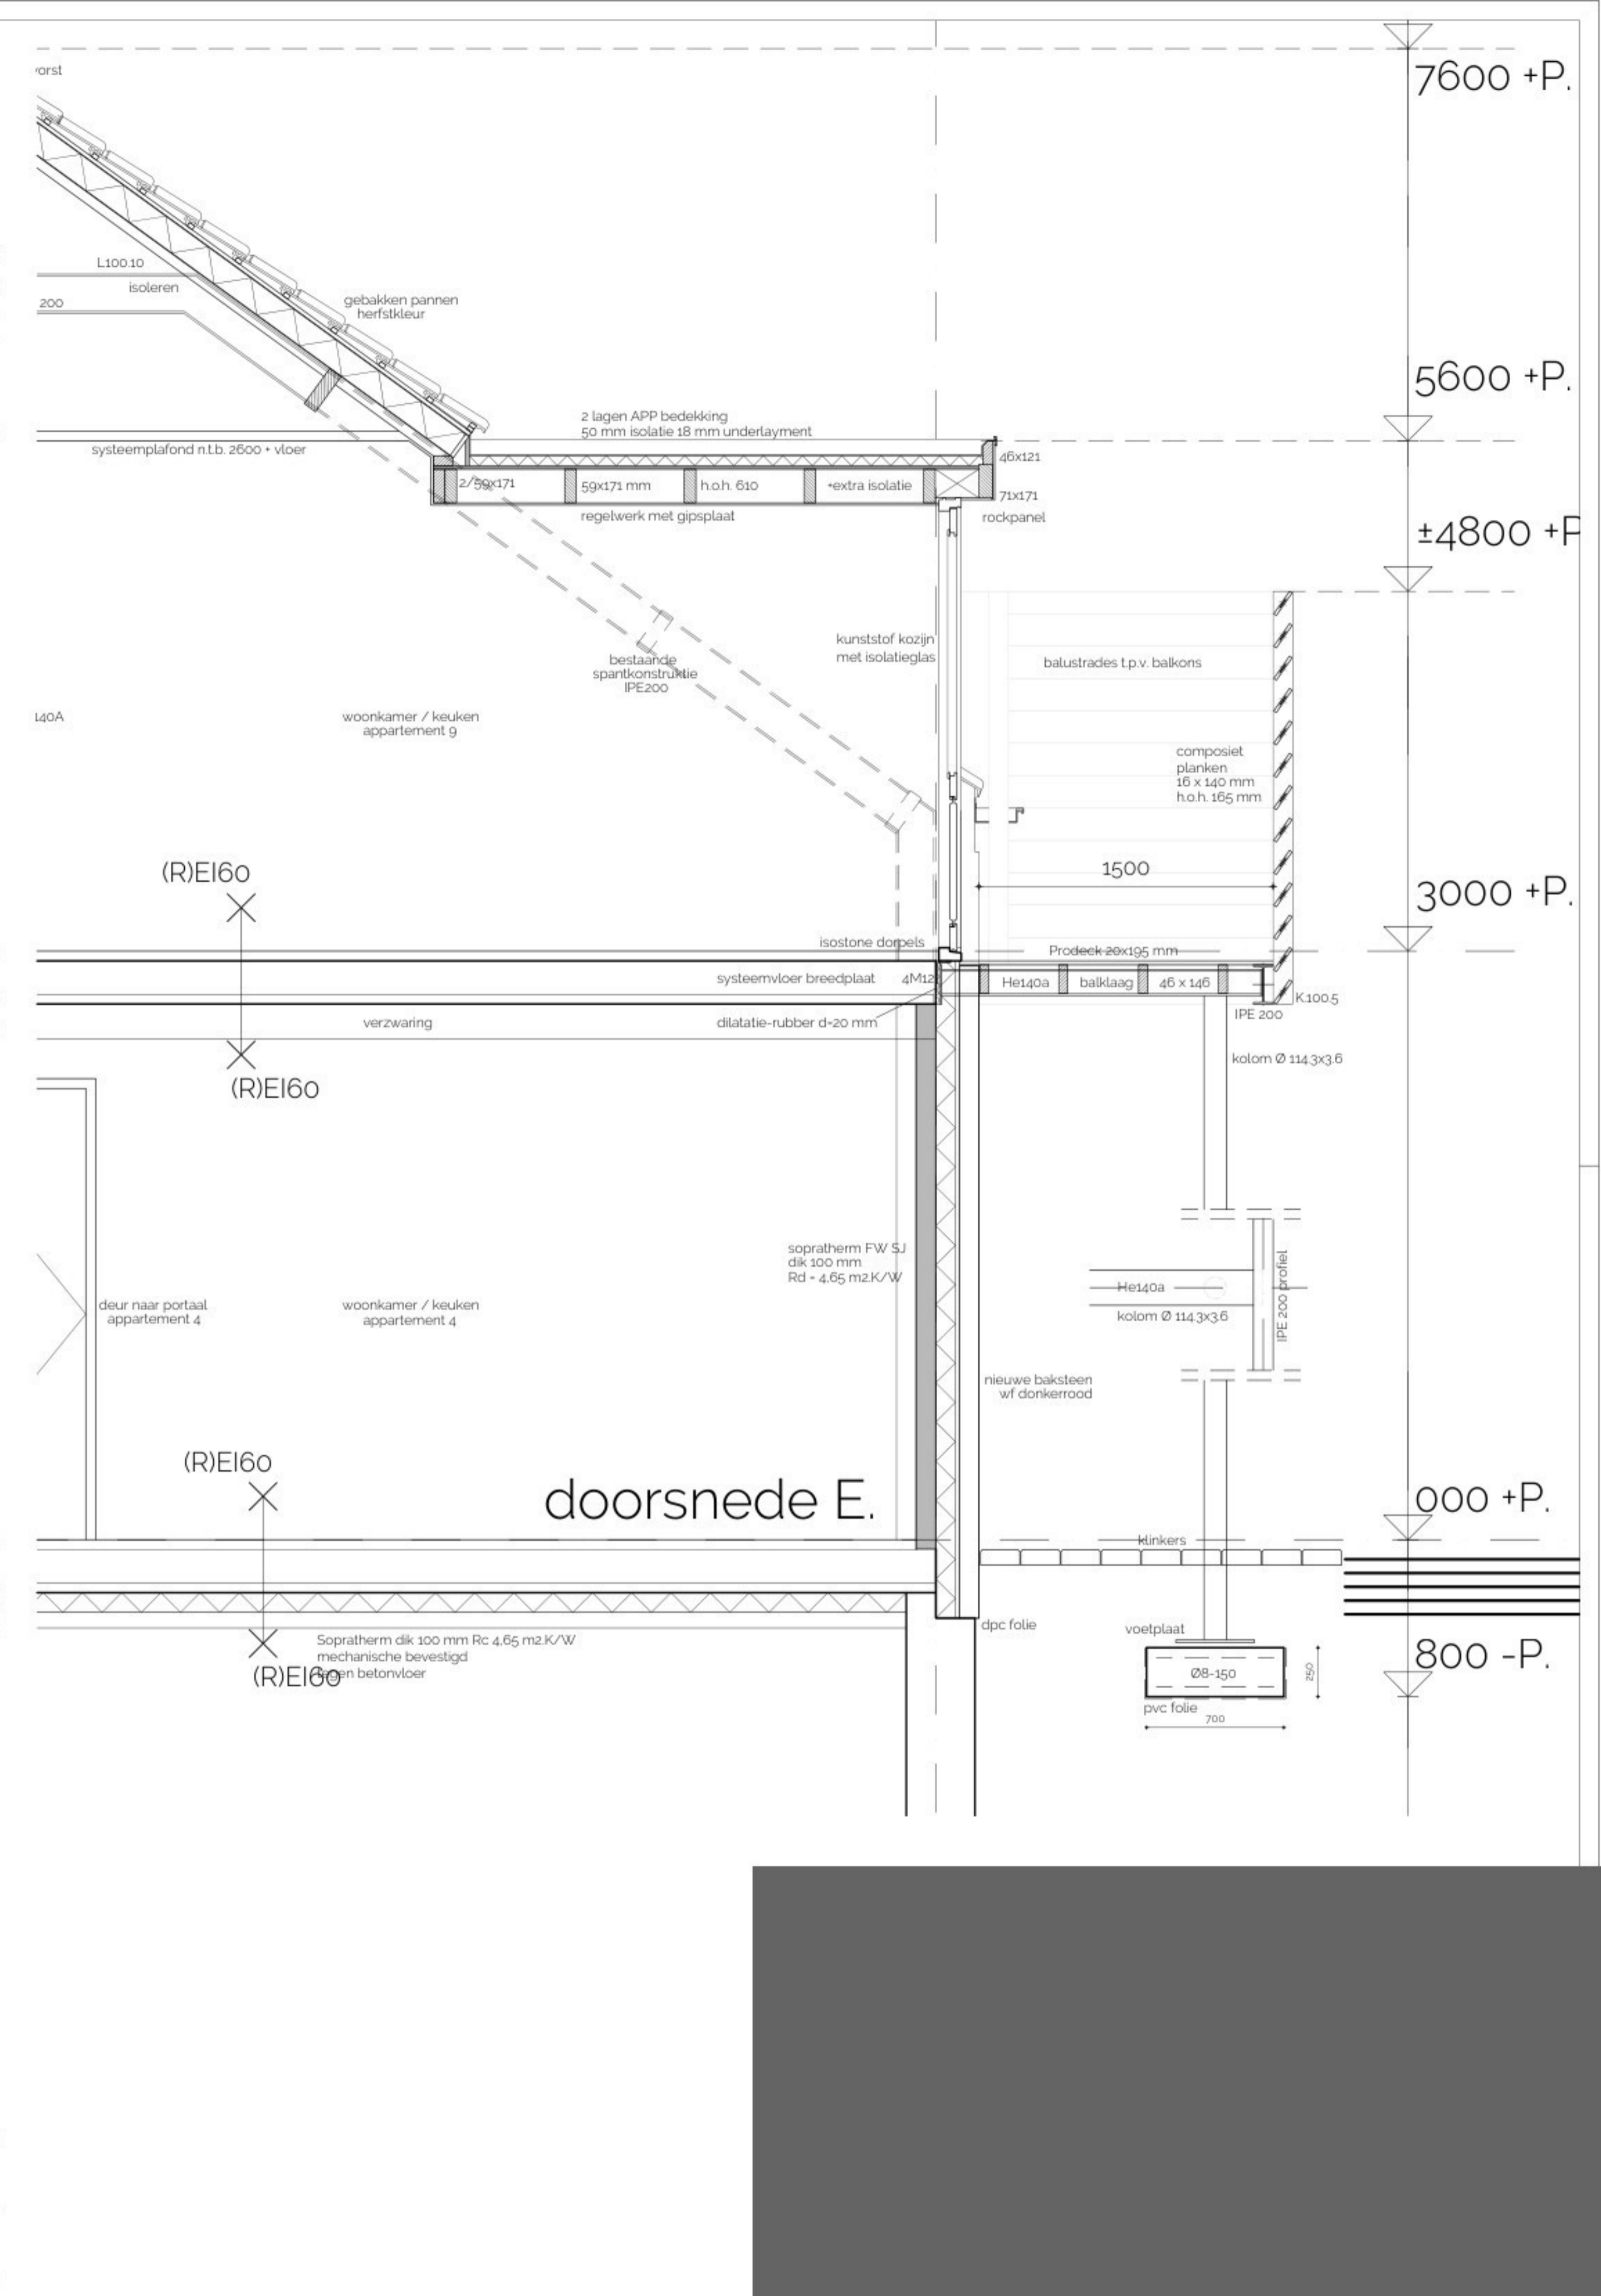 7600 +P.
vorst
L100.10
isoleren
200
gebakken pannen
herfstkleur
5600 +P.
2 lagen APP bedekking
50 mm isolatie 18 mm underlayment
systeemplafond n.t.b. 2600 + vloer
46x121
2/59x171
59x171 mm
h.o.h. 610
+extra isolatie
71x171
regelwerk met gipsplaat
rockpanel
±4800 +P
kunststof kozijn
met isolatieglas
bestaande
spantkonstruktie
IPE200
balustrades t.p.v. balkons
140A
woonkamer / keuken
appartement 9
composiet
planken
16 x 140 mm
h.o.h. 165 mm
(R)EI60
1500
3000 +P.
isostone dorpels
Prodeck 20x195 mm
systeemvloer breedplaat
4M12
He140a
balklaag
46 x 146
K.100.5
IPE 200
verzwaring
dilatatie-rubber d=20 mm
kolom Ø 114.3x3.6
(R)EI60
sopratherm FW SJ
dik 100 mm
Rd = 4,65 m2.K/W
He140a
kolom Ø 114.3x3.6
IPE 200 profiel
deur naar portaal
appartement 4
woonkamer / keuken
appartement 4
nieuwe baksteen
wf donkerrood
(R)EI60
doorsnede E.
000 +P.
klinkers
dpc folie
voetplaat
Sopratherm dik 100 mm Rc 4,65 m2.K/W
mechanische bevestigd
tegen betonvloer
(R)EI60
800 -P.
Ø8-150
250
pvc folie
700